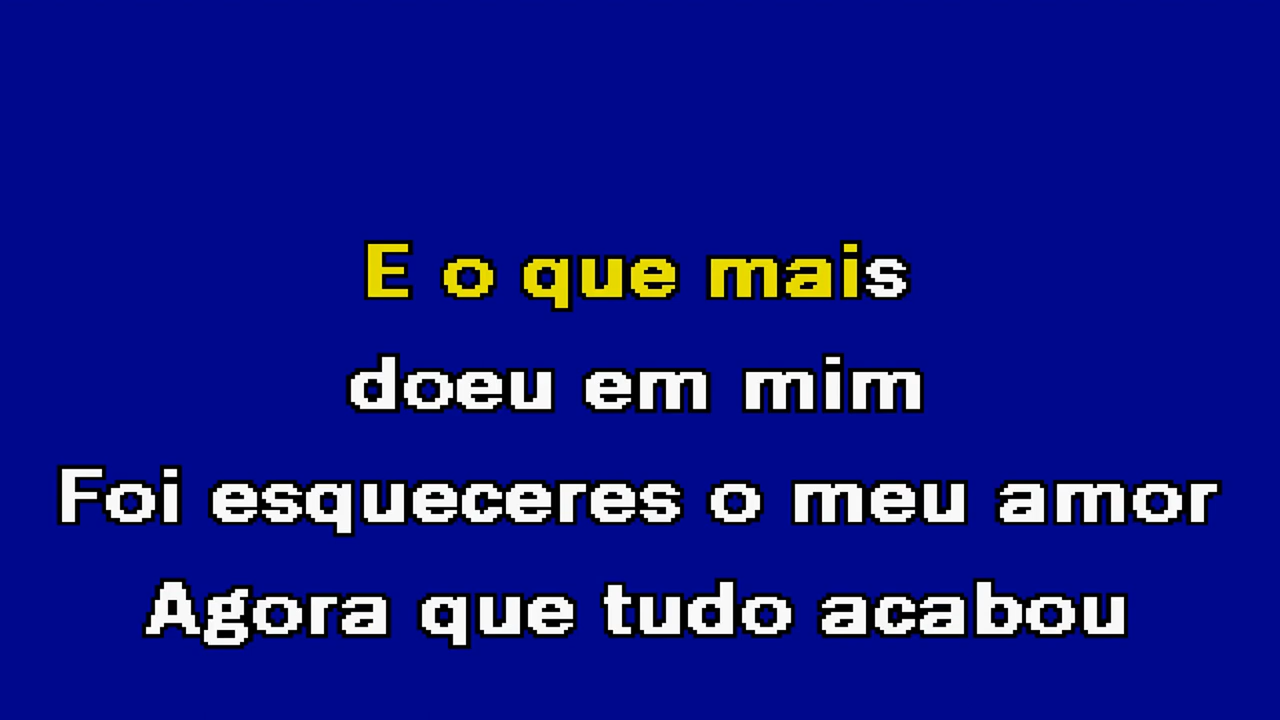 E o que mais
doeu em mim
Foi esqueceres o meu amor
Agora que tudo acabou